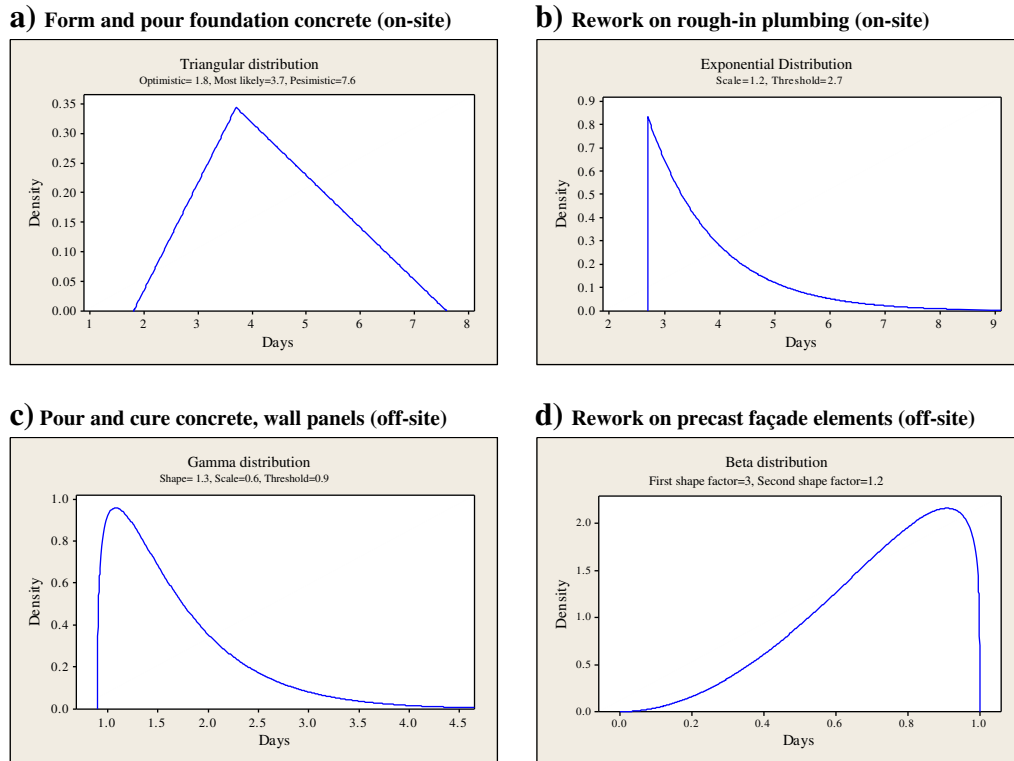 a) Form and pour foundation concrete (on-site)
Triangular distribution
Optimistic= 1.8, Most likely=3.7, Pesimistic=7.6
0.35
0.30
0.25
0.20
0.15
0.10
0.05
0.00
Density
1 2 3 4 5 6 7 8
Days
b) Rework on rough-in plumbing (on-site)
Exponential Distribution
Scale=1.2, Threshold=2.7
0.9
0.8
0.7
0.6
0.5
0.4
0.3
0.2
0.1
0.0
Density
2 3 4 5 6 7 8 9
Days
c) Pour and cure concrete, wall panels (off-site)
Gamma distribution
Shape= 1.3, Scale=0.6, Threshold=0.9
1.0
0.8
0.6
0.4
0.2
0.0
Density
1.0 1.5 2.0 2.5 3.0 3.5 4.0 4.5
Days
d) Rework on precast façade elements (off-site)
Beta distribution
First shape factor=3, Second shape factor=1.2
2.0
1.5
1.0
0.5
0.0
Density
0.0 0.2 0.4 0.6 0.8 1.0
Days